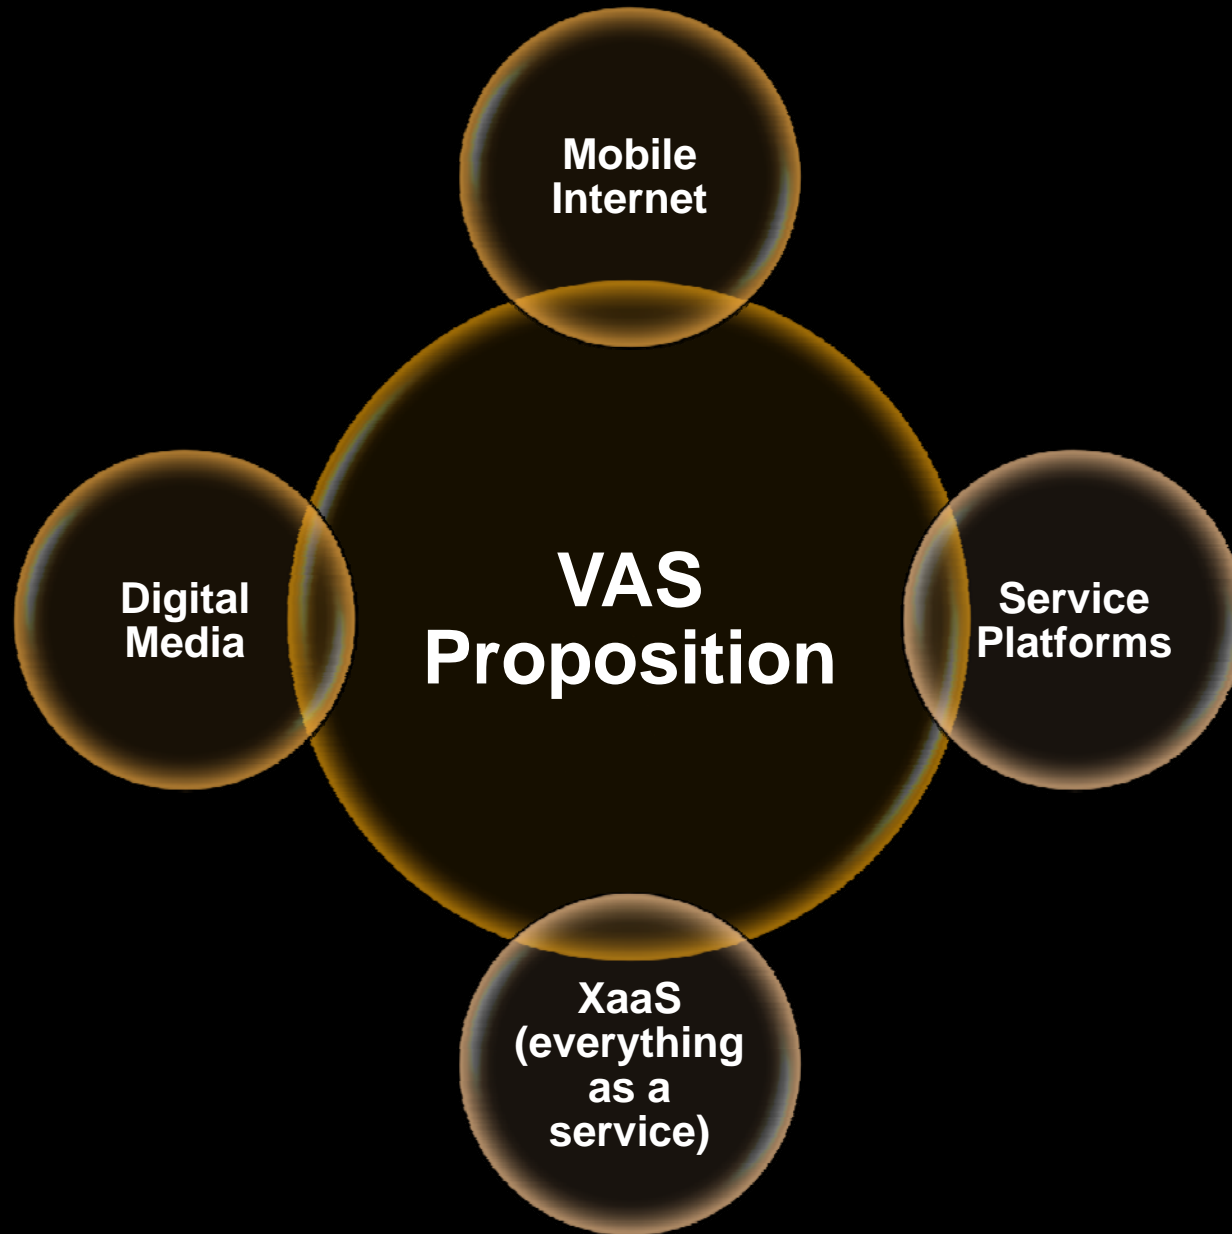 Mobile
Internet
Digital
Media
VAS
Proposition
Service
Platforms
XaaS
(everything
as a
service)